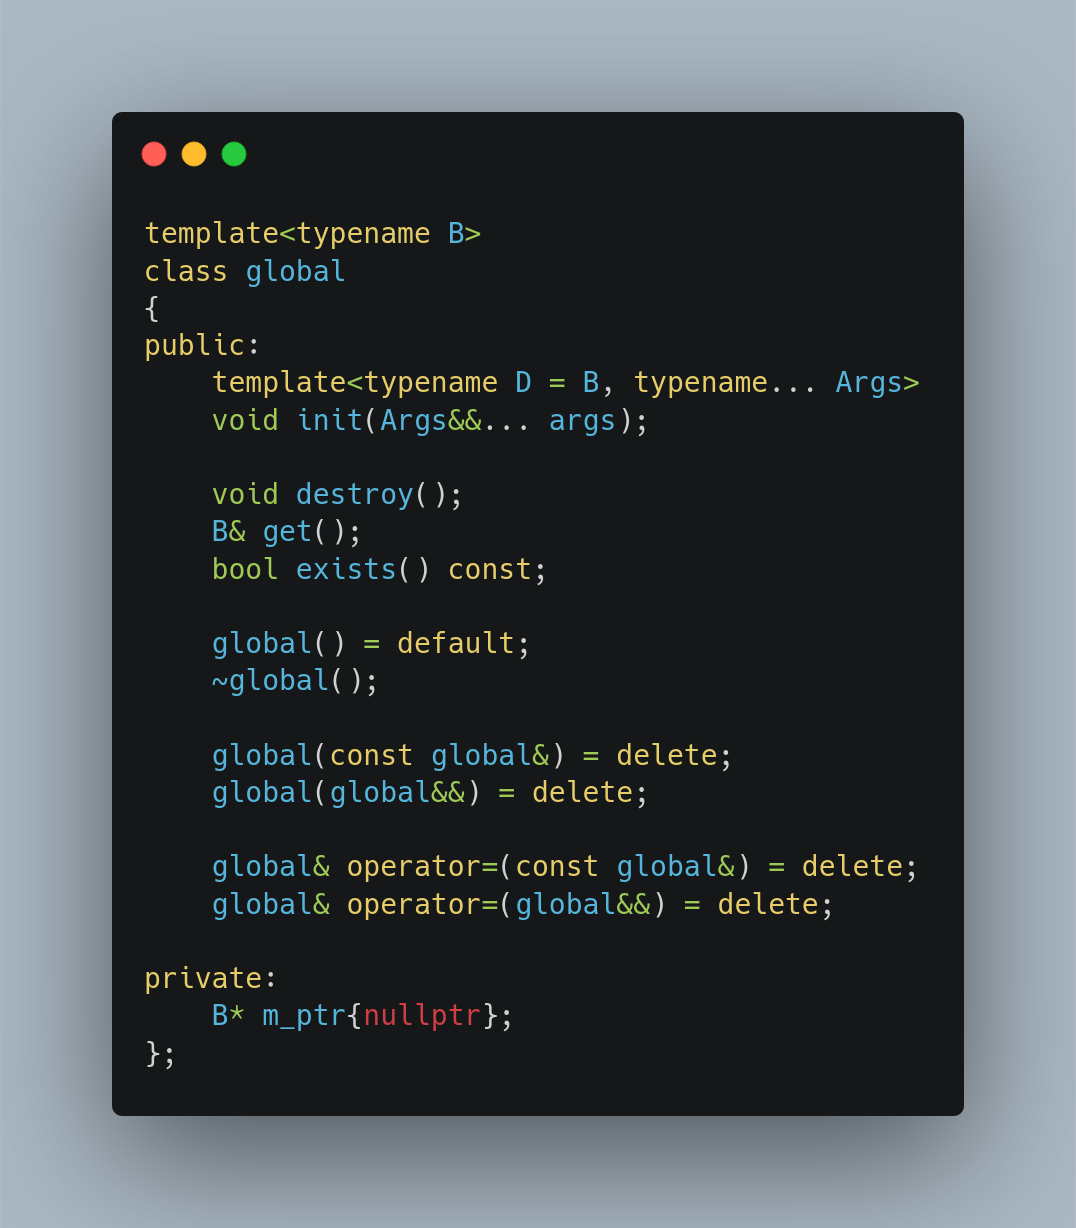 template<typename B>
class global
{
public:
    template<typename D = B, typename... Args>
    void init(Args&&... args);

    void destroy();
    B& get();
    bool exists() const;

    global() = default;
    ~global();

    global(const global&) = delete;
    global(global&&) = delete;

    global& operator=(const global&) = delete;
    global& operator=(global&&) = delete;

private:
    B* m_ptr{nullptr};
};